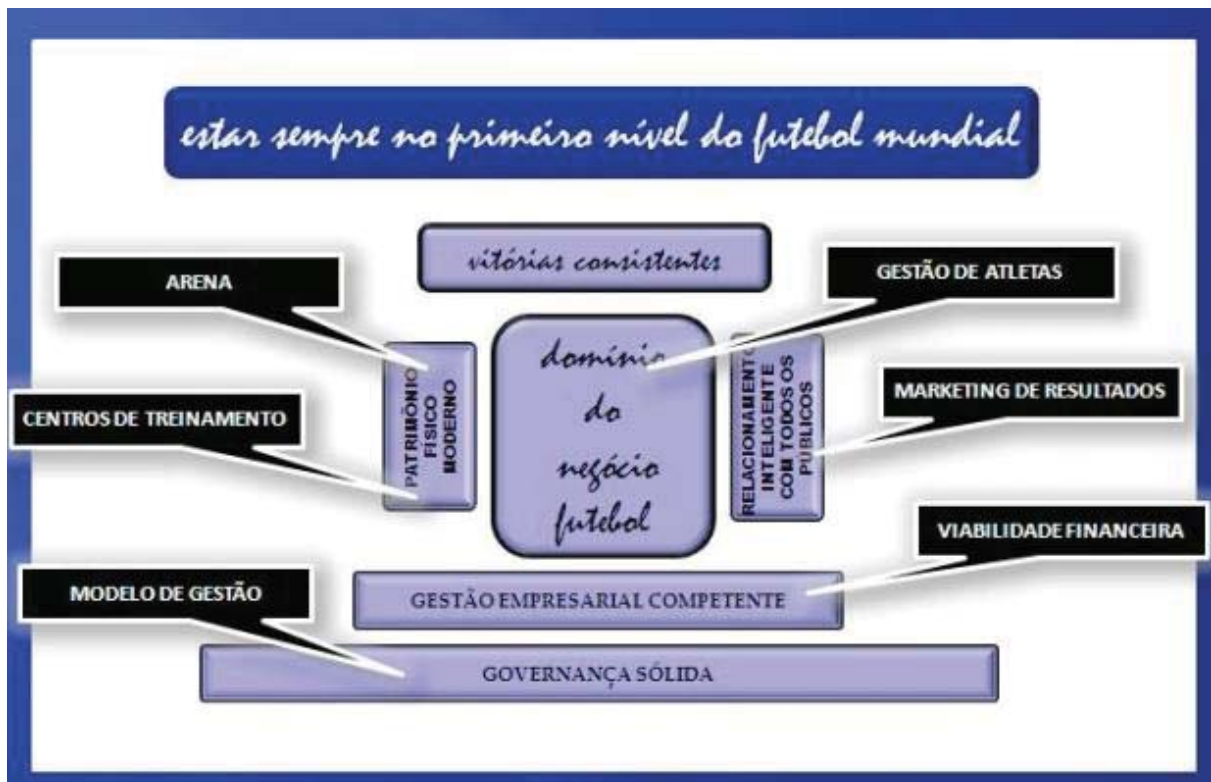 estar sempre no primeiro nível do futebol mundial
vitórias consistentes
ARENA
GESTÃO DE ATLETAS
CENTROS DE TREINAMENTO
PATRIMÔNIO
FÍSICO
MODERNO
domínio
do
negócio
futebol
RELACIONAMENTO
INTELIGENTE
COM TODOS OS
PUBLICOS
MARKETING DE RESULTADOS
VIABILIDADE FINANCEIRA
MODELO DE GESTÃO
GESTÃO EMPRESARIAL COMPETENTE
GOVERNANÇA SÓLIDA